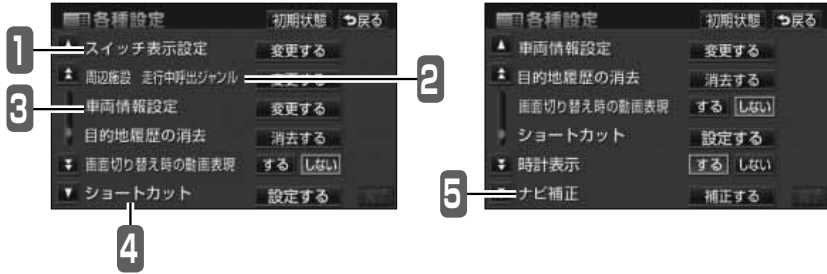 各種設定 初期状態 戻る
1 スイッチ表示設定 変更する
周辺施設 走行中呼出ジャンル 変更する 2
3 車両情報設定 変更する
目的地履歴の消去 消去する
画面切り替え時の動画表現 する しない
ショートカット 設定する
4
各種設定 初期状態 戻る
車両情報設定 変更する
目的地履歴の消去 消去する
画面切り替え時の動画表現 する しない
ショートカット 設定する
時計表示 する しない
5 ナビ補正 補正する